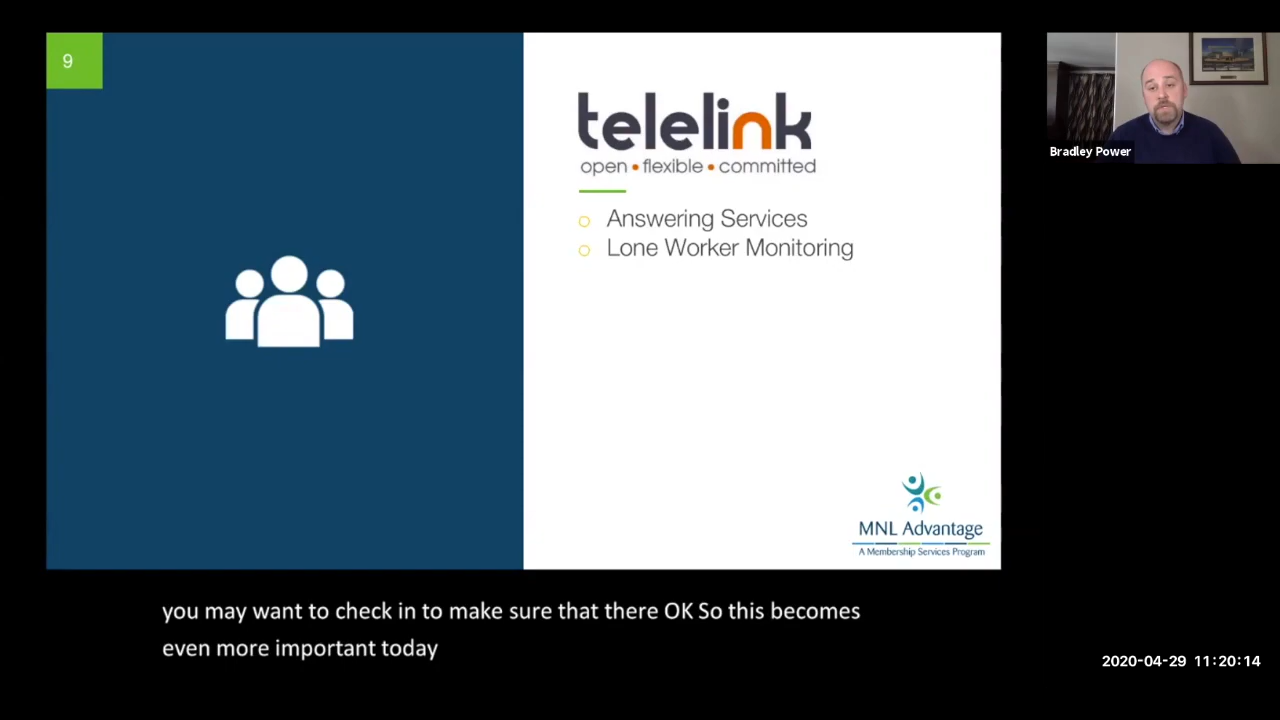 9
telelink
open • flexible • committed
Answering Services
Lone Worker Monitoring
MNL Advantage
A Membership Services Program
Bradley Power
you may want to check in to make sure that there OK So this becomes
even more important today
2020-04-29 11:20:14